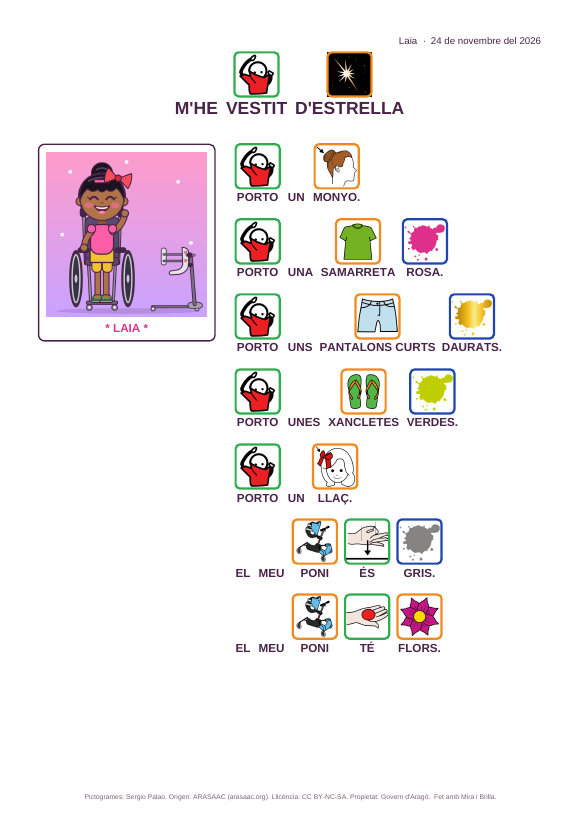 Laia · 24 de novembre del 2026
M'HE VESTIT D'ESTRELLA
* LAIA *
PORTO UN MONYO.
PORTO UNA SAMARRETA ROSA.
PORTO UNS PANTALONS CURTS DAURATS.
PORTO UNES XANCLETES VERDES.
PORTO UN LLAÇ.
EL MEU PONI ÉS GRIS.
EL MEU PONI TÉ FLORS.
Pictogrames: Sergio Palao. Origen: ARASAAC (arasaac.org). Llicència: CC BY-NC-SA. Propietat: Govern d'Aragó. Fet amb Mira i Brilla.